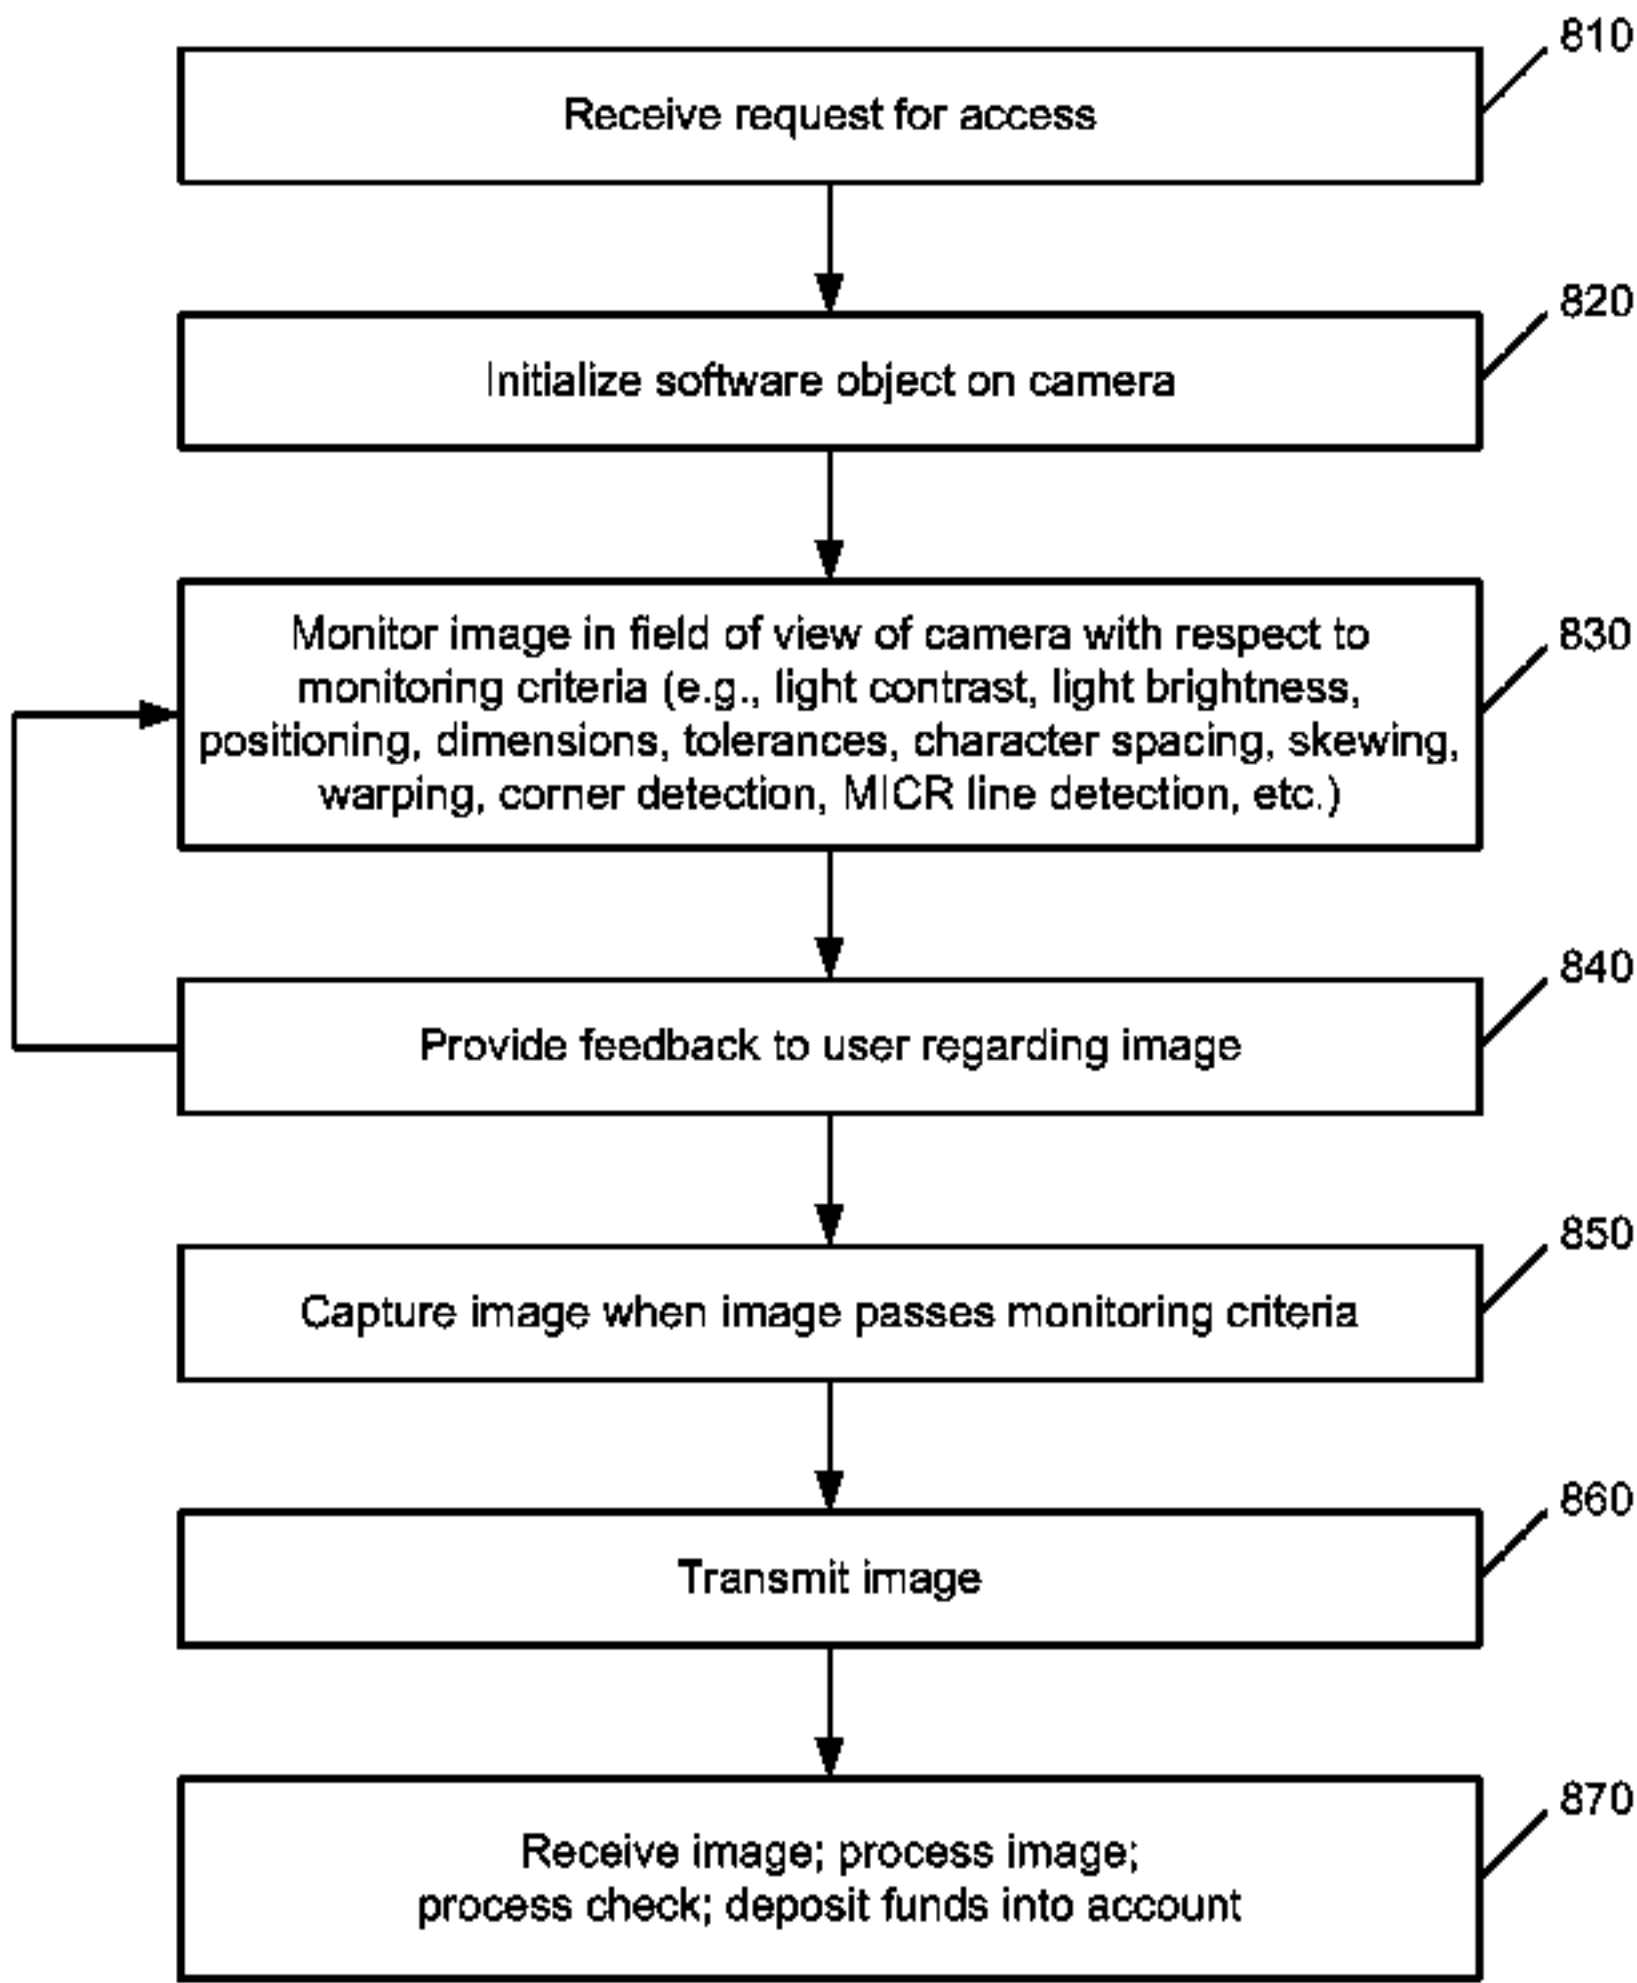 810
Receive request for access
820
Initialize software object on camera
830
Monitor image in field of view of camera with respect to
monitoring criteria (e.g., light contrast, light brightness,
positioning, dimensions, tolerances, character spacing, skewing,
warping, corner detection, MICR line detection, etc.)
840
Provide feedback to user regarding image
850
Capture image when image passes monitoring criteria
860
Transmit image
870
Receive image; process image;
process check; deposit funds into account